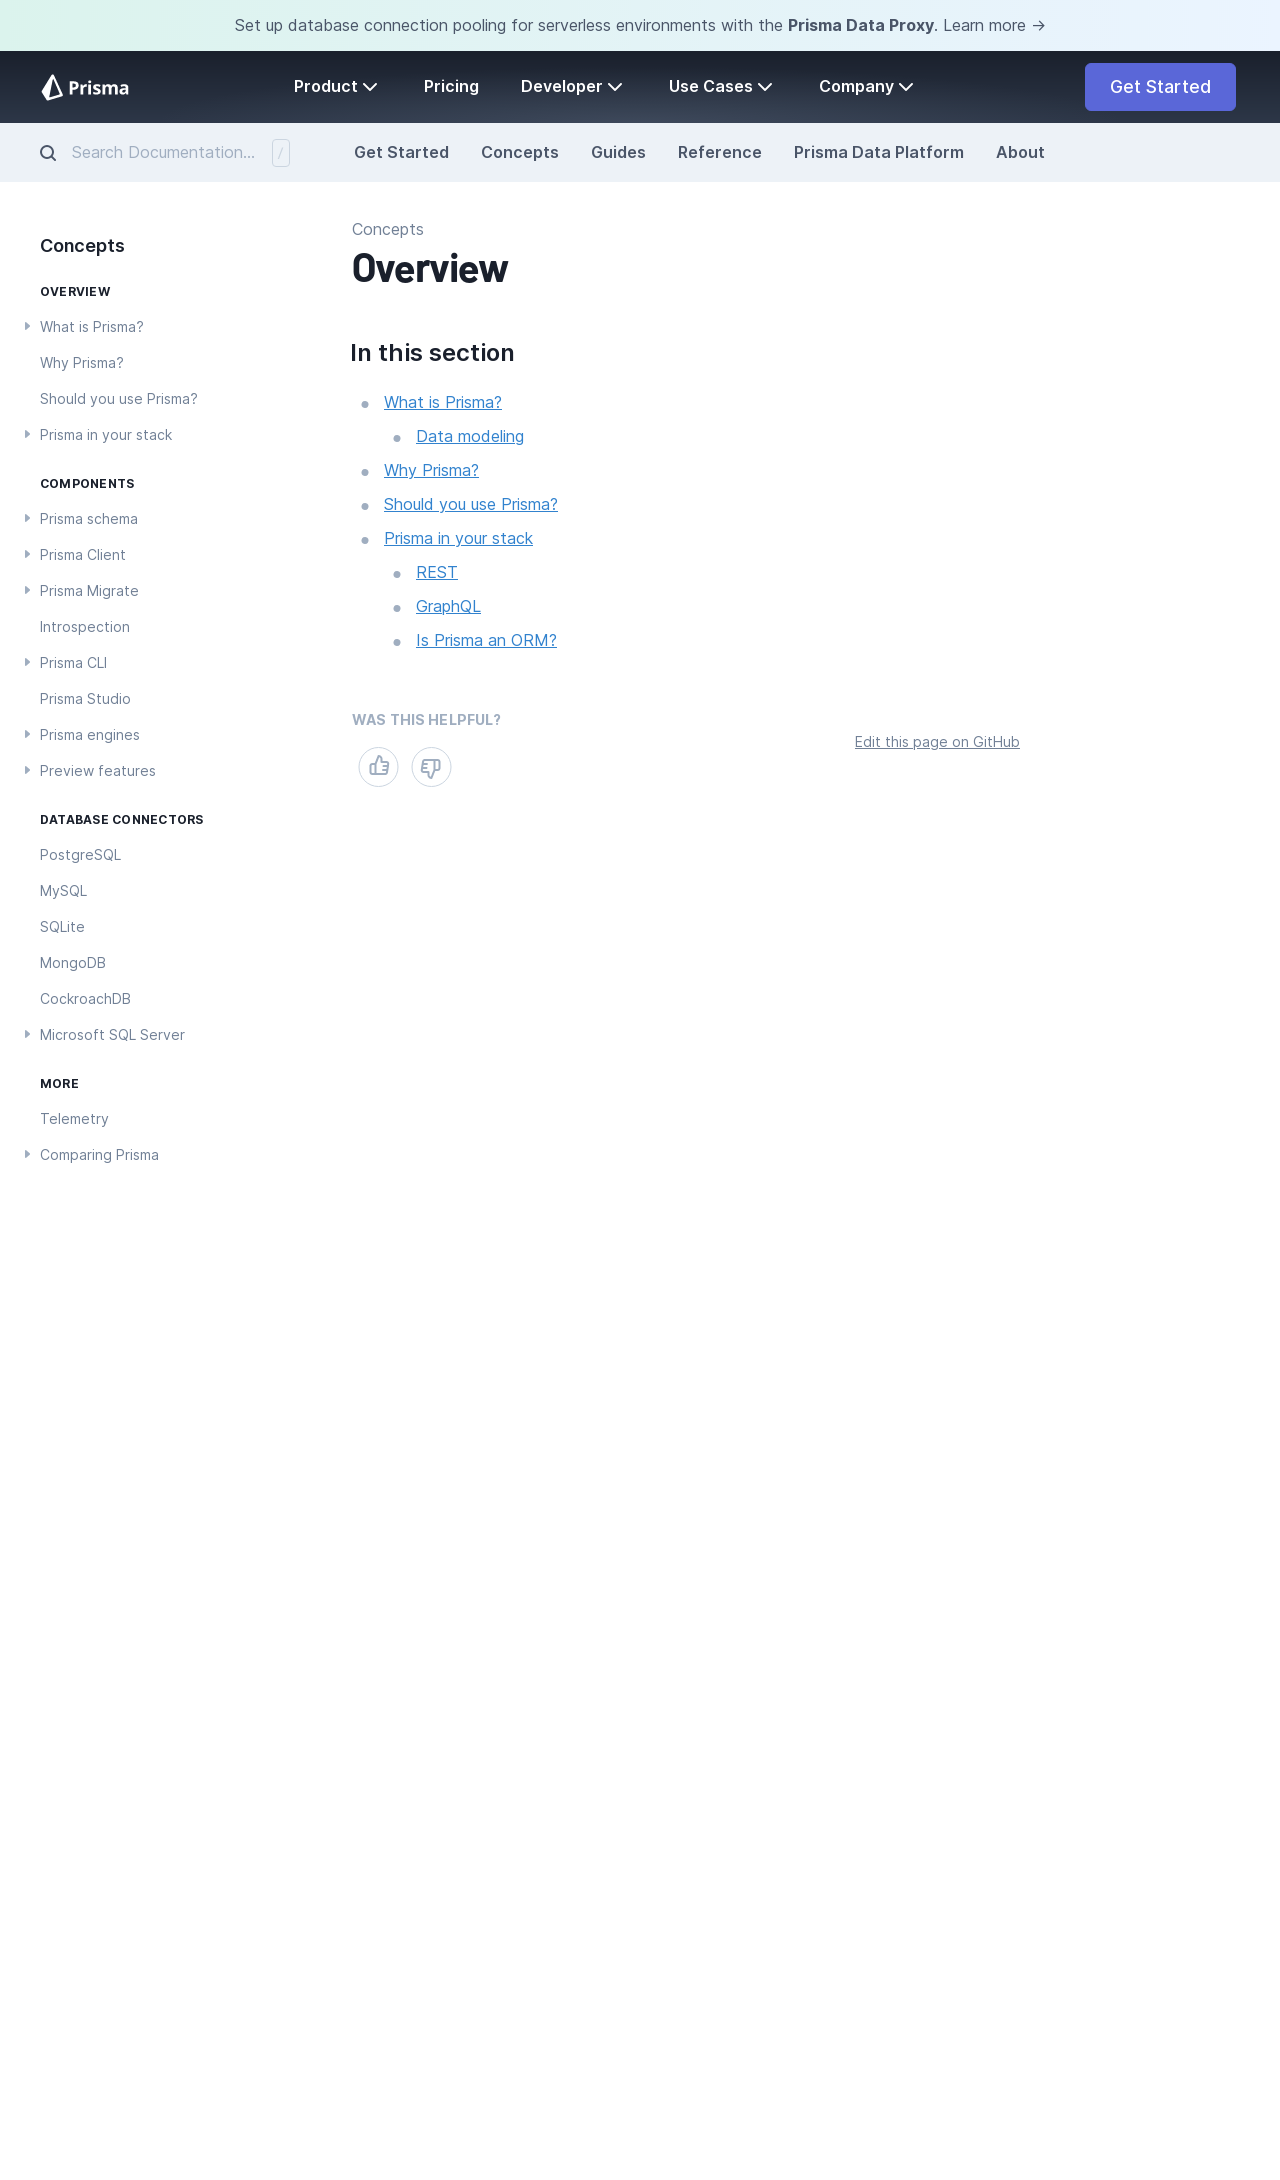 Set up database connection pooling for serverless environments with the Prisma Data Proxy. Learn more →
Prisma
Product
Pricing
Developer
Use Cases
Company
Get Started
Search Documentation...
/
Get Started
Concepts
Guides
Reference
Prisma Data Platform
About
Concepts
OVERVIEW
What is Prisma?
Why Prisma?
Should you use Prisma?
Prisma in your stack
COMPONENTS
Prisma schema
Prisma Client
Prisma Migrate
Introspection
Prisma CLI
Prisma Studio
Prisma engines
Preview features
DATABASE CONNECTORS
PostgreSQL
MySQL
SQLite
MongoDB
CockroachDB
Microsoft SQL Server
MORE
Telemetry
Comparing Prisma
Concepts
Overview
In this section
What is Prisma?
Data modeling
Why Prisma?
Should you use Prisma?
Prisma in your stack
REST
GraphQL
Is Prisma an ORM?
WAS THIS HELPFUL?
Edit this page on GitHub